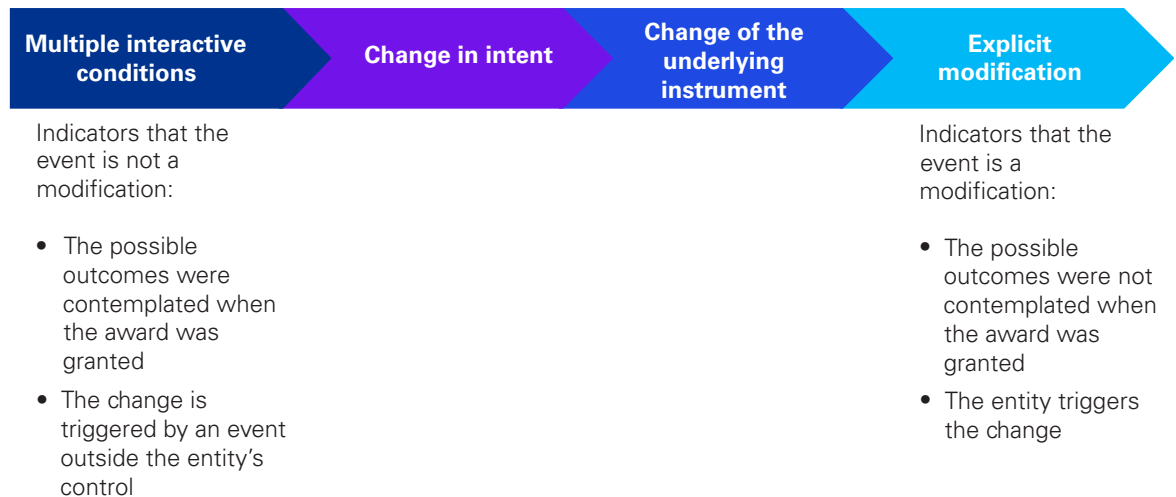 Multiple interactive
conditions
Change in intent
Change of the
underlying
instrument
Explicit
modification
Indicators that the
event is not a
modification:
• The possible
outcomes were
contemplated when
the award was
granted
• The change is
triggered by an event
outside the entity’s
control
Indicators that the
event is a
modification:
• The possible
outcomes were not
contemplated when
the award was
granted
• The entity triggers
the change